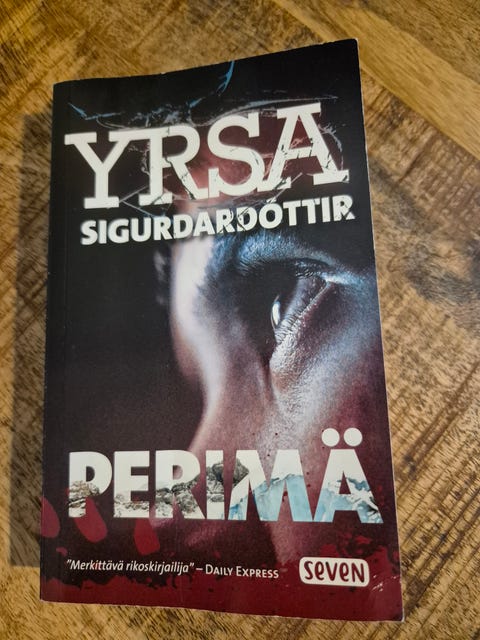 YRSA
SIGURDARDÓTTIR
PERIMÄ
"Merkittävä rikoskirjailija" – DAILY EXPRESS
seven